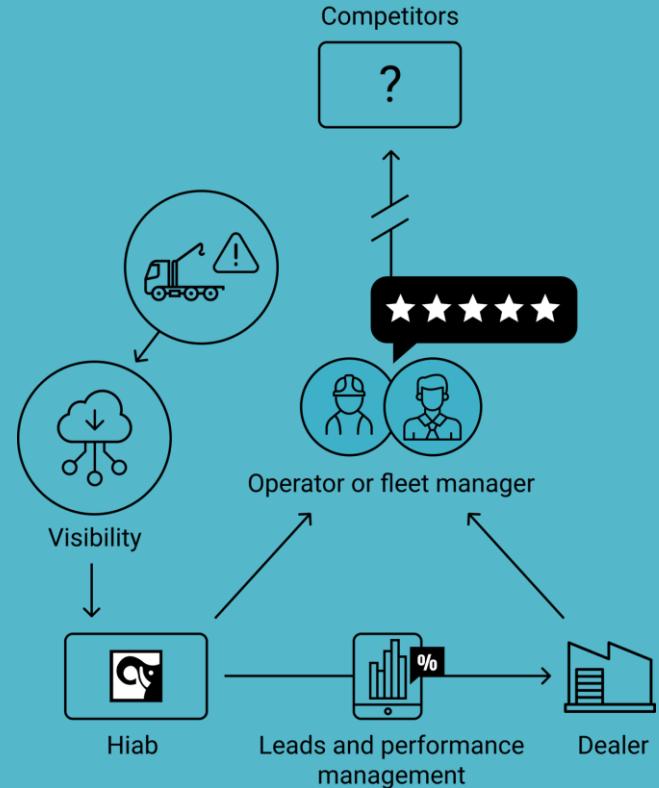 Competitors
?
!
Operator or fleet manager
Visibility
%
Hiab
Leads and performance
management
Dealer